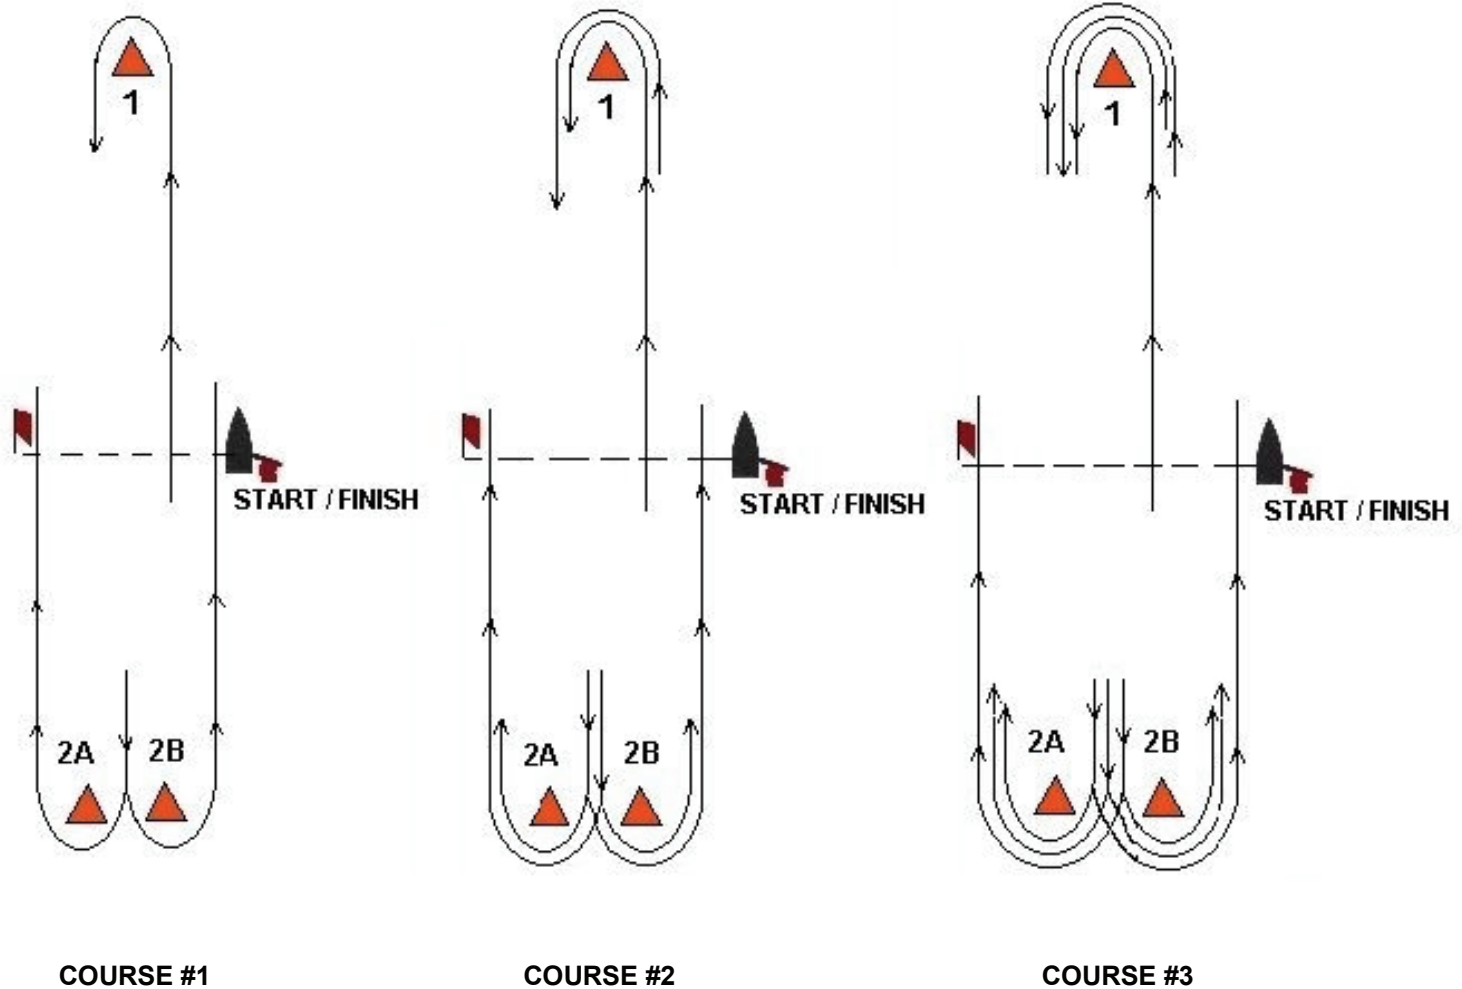 1
1
1
START / FINISH
START / FINISH
START / FINISH
2A 2B
2A 2B
2A 2B
COURSE #1
COURSE #2
COURSE #3